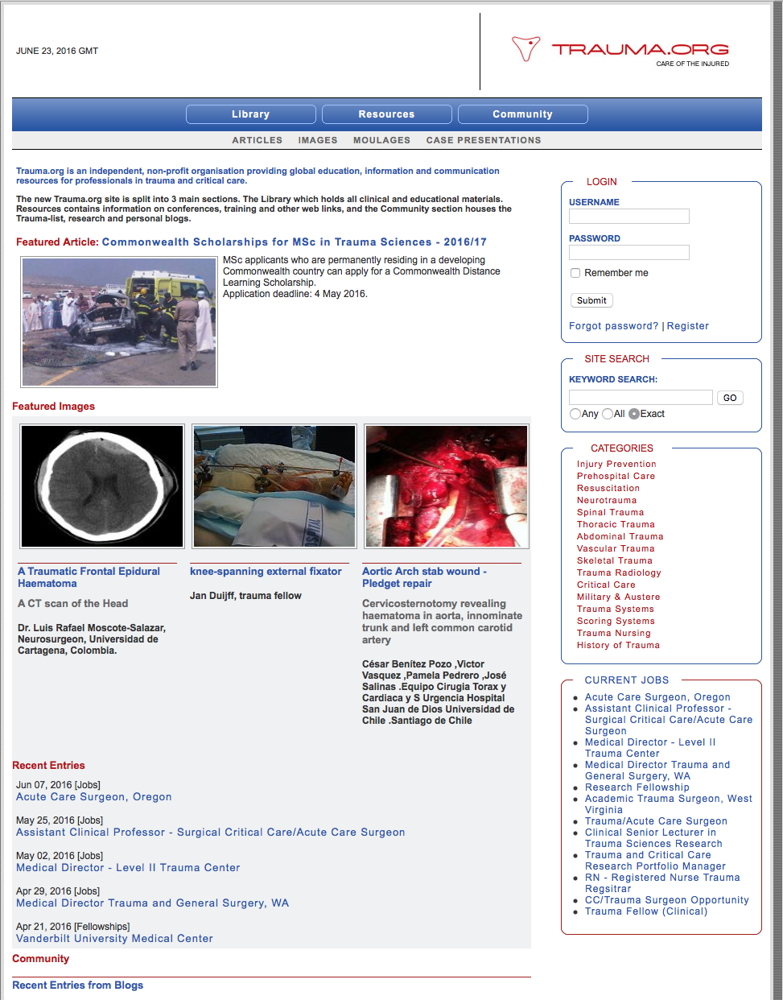 JUNE 23, 2016 GMT
TRAUMA.ORG
CARE OF THE INJURED
Library
Resources
Community
ARTICLES
IMAGES
MOULAGES
CASE PRESENTATIONS
Trauma.org is an independent, non-profit organisation providing global education, information and communication
resources for professionals in trauma and critical care.
The new Trauma.org site is split into 3 main sections. The Library which holds all clinical and educational materials.
Resources contains information on conferences, training and other web links, and the Community section houses the
Trauma-list, research and personal blogs.
Featured Article: Commonwealth Scholarships for MSc in Trauma Sciences - 2016/17
MSc applicants who are permanently residing in a developing
Commonwealth country can apply for a Commonwealth Distance
Learning Scholarship.
Application deadline: 4 May 2016.
Featured Images
A Traumatic Frontal Epidural
Haematoma
A CT scan of the Head
Dr. Luis Rafael Moscote-Salazar,
Neurosurgeon, Universidad de
Cartagena, Colombia.
knee-spanning external fixator
Jan Duijff, trauma fellow
Aortic Arch stab wound -
Pledget repair
Cervicosternotomy revealing
haematoma in aorta, innominate
trunk and left common carotid
artery
César Benítez Pozo ,Victor
Vasquez ,Pamela Pedrero ,José
Salinas .Equipo Cirugia Torax y
Cardiaca y S Urgencia Hospital
San Juan de Dios Universidad de
Chile .Santiago de Chile
Recent Entries
Jun 07, 2016 [Jobs]
Acute Care Surgeon, Oregon
May 25, 2016 [Jobs]
Assistant Clinical Professor - Surgical Critical Care/Acute Care Surgeon
May 02, 2016 [Jobs]
Medical Director - Level II Trauma Center
Apr 29, 2016 [Jobs]
Medical Director Trauma and General Surgery, WA
Apr 21, 2016 [Fellowships]
Vanderbilt University Medical Center
Community
Recent Entries from Blogs
LOGIN
USERNAME
PASSWORD
Remember me
Submit
Forgot password? | Register
SITE SEARCH
KEYWORD SEARCH:
GO
Any All Exact
CATEGORIES
Injury Prevention
Prehospital Care
Resuscitation
Neurotrauma
Spinal Trauma
Thoracic Trauma
Abdominal Trauma
Vascular Trauma
Skeletal Trauma
Trauma Radiology
Critical Care
Military & Austere
Trauma Systems
Scoring Systems
Trauma Nursing
History of Trauma
CURRENT JOBS
Acute Care Surgeon, Oregon
Assistant Clinical Professor -
Surgical Critical Care/Acute Care
Surgeon
Medical Director - Level II
Trauma Center
Medical Director Trauma and
General Surgery, WA
Research Fellowship
Academic Trauma Surgeon, West
Virginia
Trauma/Acute Care Surgeon
Clinical Senior Lecturer in
Trauma Sciences Research
Trauma and Critical Care
Research Portfolio Manager
RN - Registered Nurse Trauma
Regsitrar
CC/Trauma Surgeon Opportunity
Trauma Fellow (Clinical)